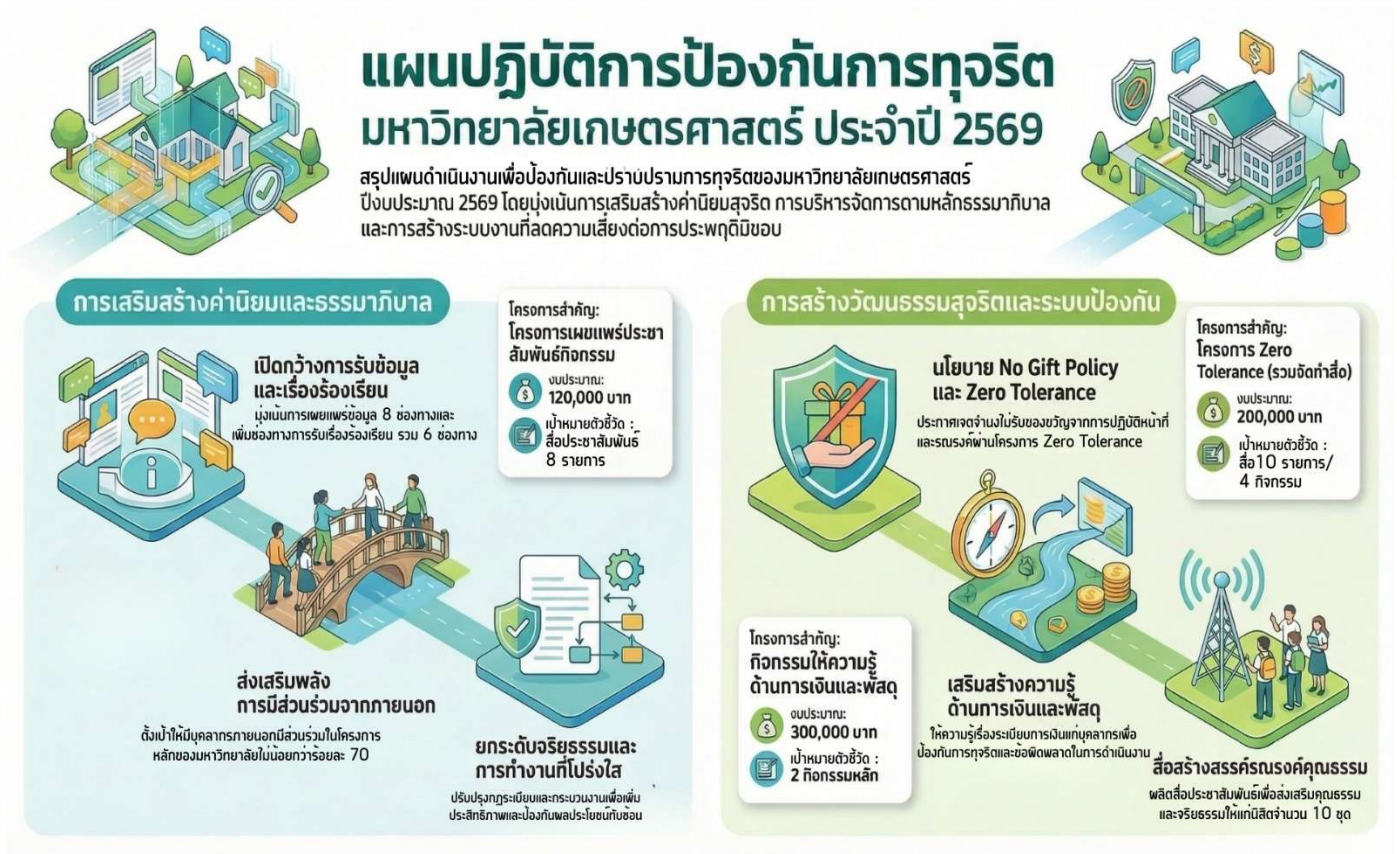 แผนปฏิบัติการป้องกันการทุจริต
มหาวิทยาลัยเกษตรศาสตร์ ประจำปี 2569
สรุปแผนดำเนินงานเพื่อป้องกันและปราบปรามการทุจริตของมหาวิทยาลัยเกษตรศาสตร์
ปีงบประมาณ 2569 โดยมุ่งเน้นการเสริมสร้างค่านิยมสุจริต การบริหารจัดการตามหลักธรรมาภิบาล
และการสร้างระบบงานที่ลดความเสี่ยงต่อการประพฤติมิชอบ
การเสริมสร้างค่านิยมและธรรมาภิบาล
เปิดกว้างการรับข้อมูล
และเรื่องร้องเรียน
มุ่งเน้นการเผยแพร่ข้อมูล 8 ช่องทางและ
เพิ่มช่องทางการรับเรื่องร้องเรียน รวม 6 ช่องทาง
โครงการสำคัญ:
โครงการเผยแพร่ประชา
สัมพันธ์กิจกรรม
งบประมาณ:
120,000 บาท
เป้าหมายตัวชี้วัด :
สื่อประชาสัมพันธ์
8 รายการ
ส่งเสริมพลัง
การมีส่วนร่วมจากภายนอก
ตั้งเป้าให้มีบุคลากรภายนอกมีส่วนร่วมในโครงการ
หลักของมหาวิทยาลัยไม่น้อยกว่าร้อยละ 70
ยกระดับจริยธรรมและ
การทำงานที่โปร่งใส
ปรับปรุงกฎระเบียบและกระบวนงานเพื่อเพิ่ม
ประสิทธิภาพและป้องกันผลประโยชน์ทับซ้อน
การสร้างวัฒนธรรมสุจริตและระบบป้องกัน
นโยบาย No Gift Policy
และ Zero Tolerance
ประกาศเจตจำนงไม่รับของขวัญจากการปฏิบัติหน้าที่
และรณรงค์ผ่านโครงการ Zero Tolerance
โครงการสำคัญ:
โครงการ Zero
Tolerance (รวมจัดทำสื่อ)
งบประมาณ:
200,000 บาท
เป้าหมายตัวชี้วัด :
สื่อ10 รายการ/
4 กิจกรรม
โครงการสำคัญ:
กิจกรรมให้ความรู้
ด้านการเงินและพัสดุ
งบประมาณ:
300,000 บาท
เป้าหมายตัวชี้วัด :
2 กิจกรรมหลัก
เสริมสร้างความรู้
ด้านการเงินและพัสดุ
ให้ความรู้เรื่องระเบียบการเงินแก่บุคลากรเพื่อ
ป้องกันการทุจริตและข้อผิดพลาดในการดำเนินงาน
สื่อสร้างสรรค์รณรงค์คุณธรรม
ผลิตสื่อประชาสัมพันธ์เพื่อส่งเสริมคุณธรรม
และจริยธรรมให้แก่นิสิตจำนวน 10 ชุด